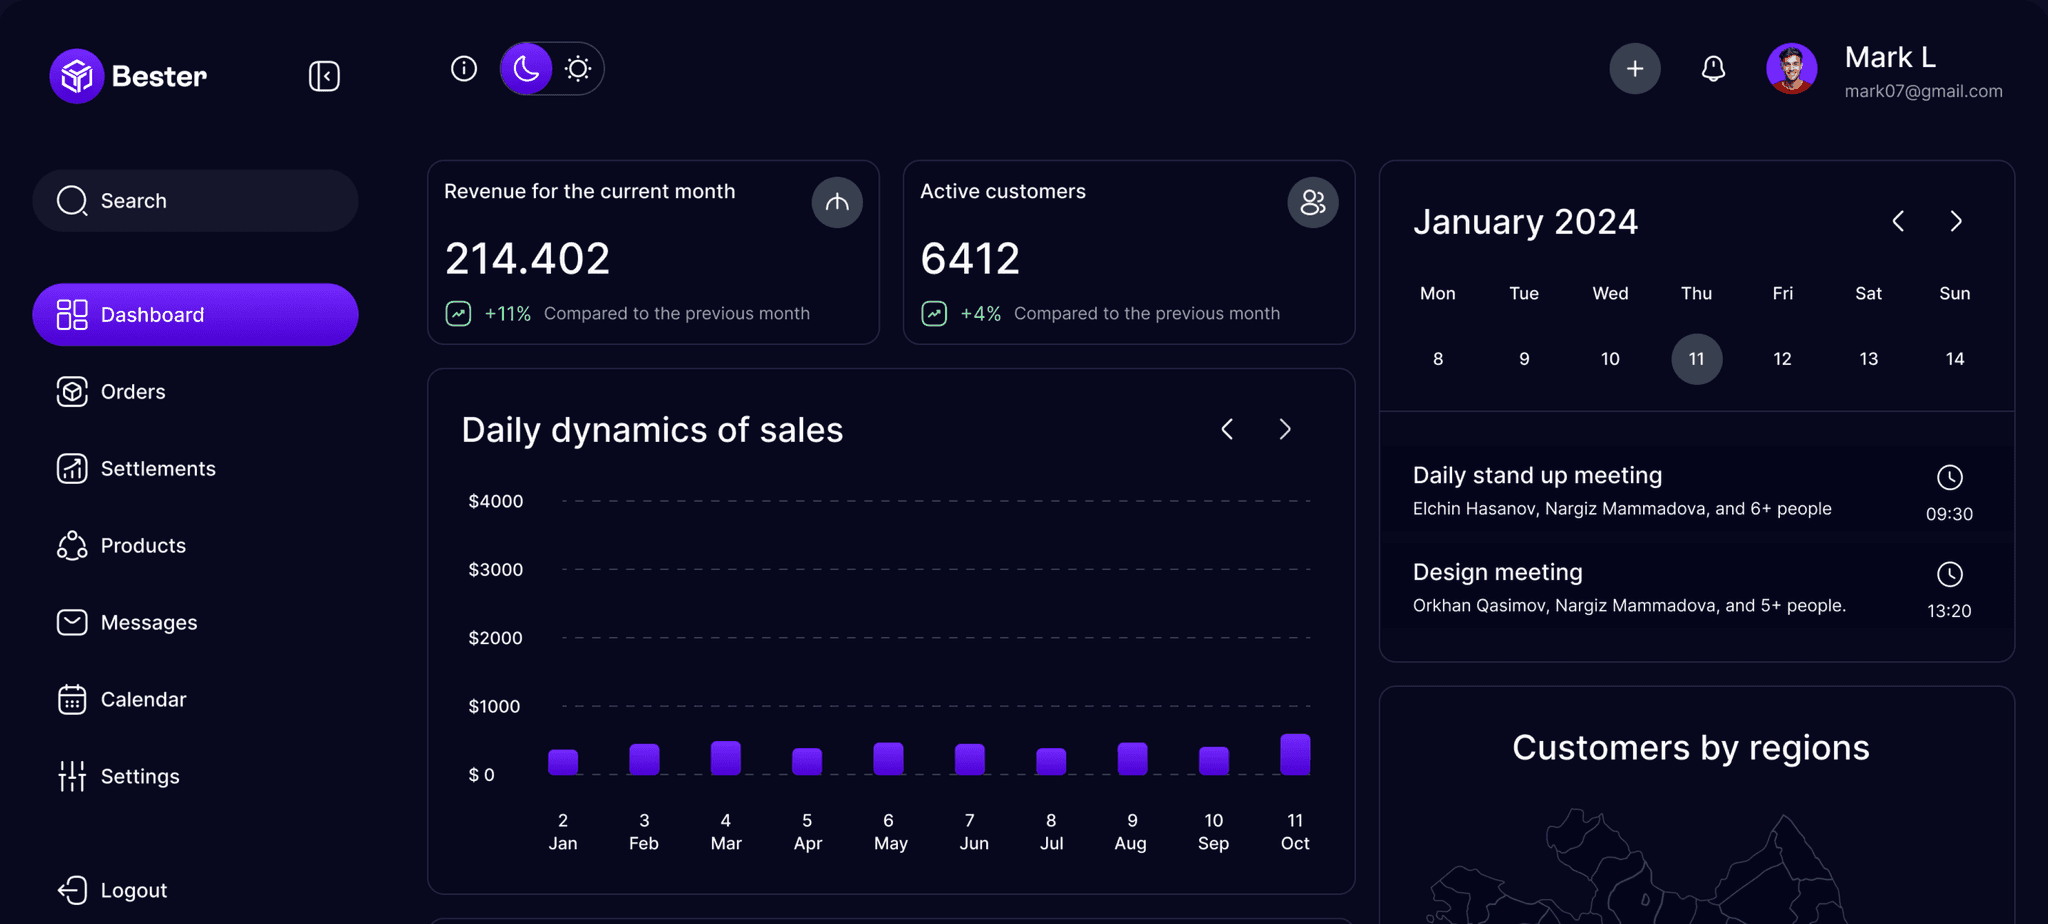 Bester
Mark L
mark07@gmail.com
Search
Dashboard
Orders
Settlements
Products
Messages
Calendar
Settings
Logout
Revenue for the current month
214.402
+11% Compared to the previous month
Active customers
6412
+4% Compared to the previous month
Daily dynamics of sales
$4000
$3000
$2000
$1000
$ 0
2 3 4 5 6 7 8 9 10 11
Jan Feb Mar Apr May Jun Jul Aug Sep Oct
January 2024
Mon Tue Wed Thu Fri Sat Sun
8 9 10 11 12 13 14
Daily stand up meeting
Elchin Hasanov, Nargiz Mammadova, and 6+ people
09:30
Design meeting
Orkhan Qasimov, Nargiz Mammadova, and 5+ people.
13:20
Customers by regions